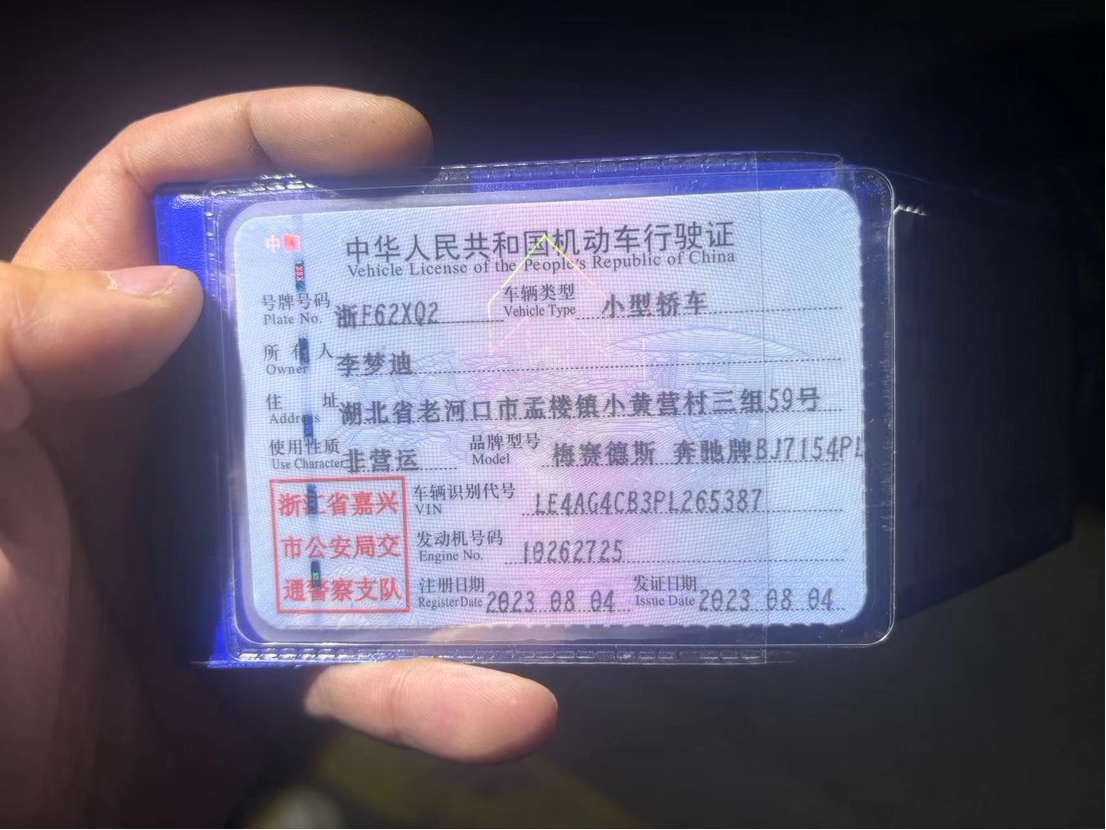 中华人民共和国机动车行驶证
Vehicle License of the People's Republic of China
号牌号码 浙F62XQ2 车辆类型 小型轿车
Plate No. Vehicle Type
所有人 李梦迪
Owner
住址 湖北省老河口市孟楼镇小黄营村三组59号
Address
使用性质 非营运 品牌型号 梅赛德斯 奔驰牌BJ7154PL
Use Character Model
浙江省嘉兴
市公安局交
通警察支队
车辆识别代号 LE4AG4CB3PL265387
VIN
发动机号码 10262725
Engine No.
注册日期 2023 08 04 发证日期 2023 08 04
Register Date Issue Date